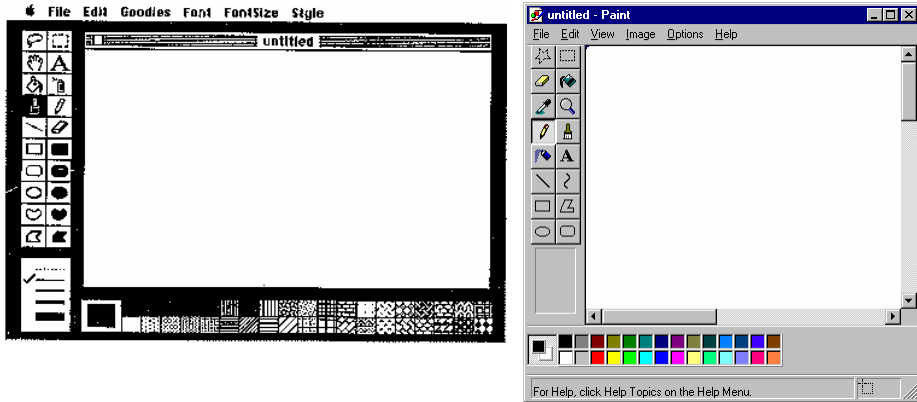 File Edit Goodies Font FontSize Style
untitled
A
untitled - Paint
File Edit View Image Options Help
A
For Help, click Help Topics on the Help Menu.